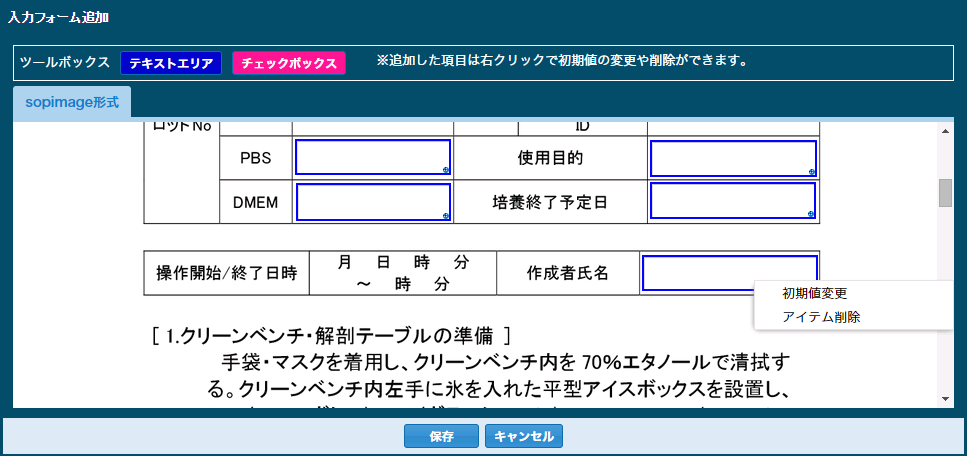 入力フォーム追加
ツールボックス テキストエリア チェックボックス ※追加した項目は右クリックで初期値の変更や削除ができます。
sopimage形式
ロットNo ID
PBS 使用目的
DMEM 培養終了予定日
操作開始/終了日時 月 日 時 分 作成者氏名
～ 時 分
初期値変更
アイテム削除
[ 1.クリーンベンチ・解剖テーブルの準備 ]
手袋・マスクを着用し、クリーンベンチ内を70%エタノールで清拭す
る。クリーンベンチ内左手に氷を入れた平型アイスボックスを設置し、
保存 キャンセル